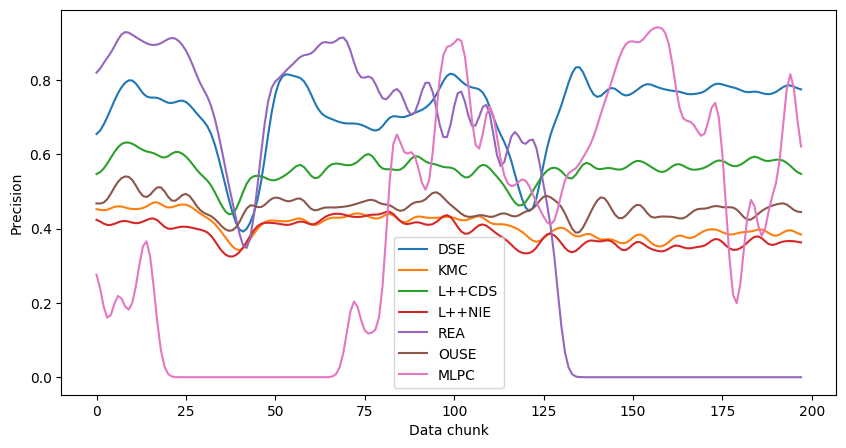 Precision
0.8
0.6
0.4
0.2
0.0
DSE
KMC
L++CDS
L++NIE
REA
OUSE
MLPC
0 25 50 75 100 125 150 175 200
Data chunk